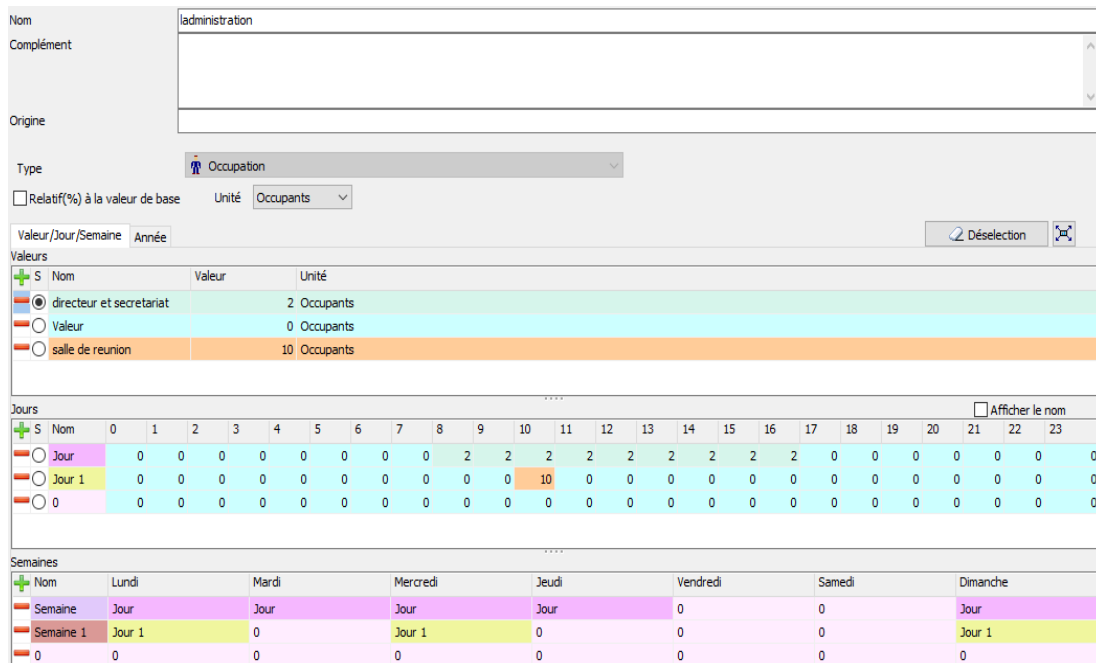 Nom ladministration
Complément
Origine
Type Occupation
Relatif(%) à la valeur de base Unité Occupants
Valeur/Jour/Semaine Année Déselection
Valeurs
S Nom Valeur Unité
directeur et secretariat 2 Occupants
Valeur 0 Occupants
salle de reunion 10 Occupants
Jours Afficher le nom
S Nom 0 1 2 3 4 5 6 7 8 9 10 11 12 13 14 15 16 17 18 19 20 21 22 23
Jour 0 0 0 0 0 0 0 0 2 2 2 2 2 2 2 2 2 0 0 0 0 0 0 0
Jour 1 0 0 0 0 0 0 0 0 0 0 10 0 0 0 0 0 0 0 0 0 0 0 0 0
0 0 0 0 0 0 0 0 0 0 0 0 0 0 0 0 0 0 0 0 0 0 0 0 0
Semaines
Nom Lundi Mardi Mercredi Jeudi Vendredi Samedi Dimanche
Semaine Jour Jour Jour Jour 0 0 Jour
Semaine 1 Jour 1 0 Jour 1 0 0 0 Jour 1
0 0 0 0 0 0 0 0